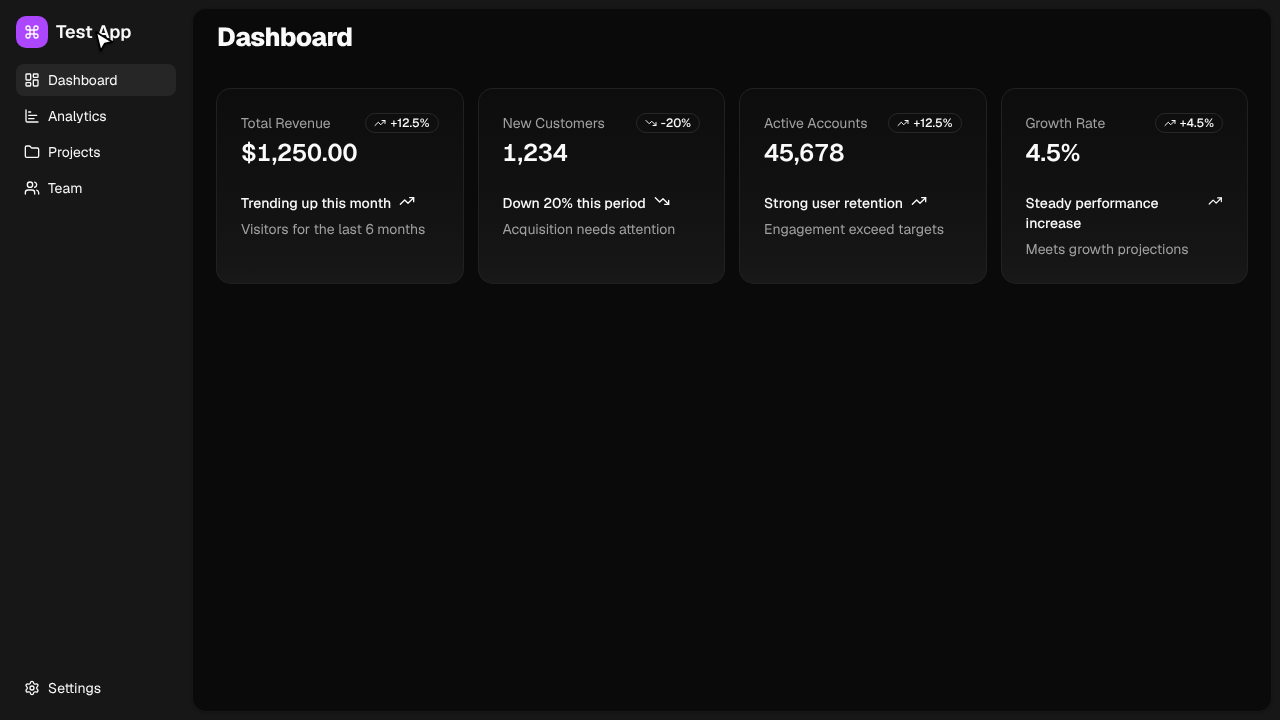 Test App
Dashboard
Analytics
Projects
Team
Settings
Dashboard
Total Revenue
+12.5%
$1,250.00
Trending up this month
Visitors for the last 6 months
New Customers
-20%
1,234
Down 20% this period
Acquisition needs attention
Active Accounts
+12.5%
45,678
Strong user retention
Engagement exceed targets
Growth Rate
+4.5%
4.5%
Steady performance
increase
Meets growth projections